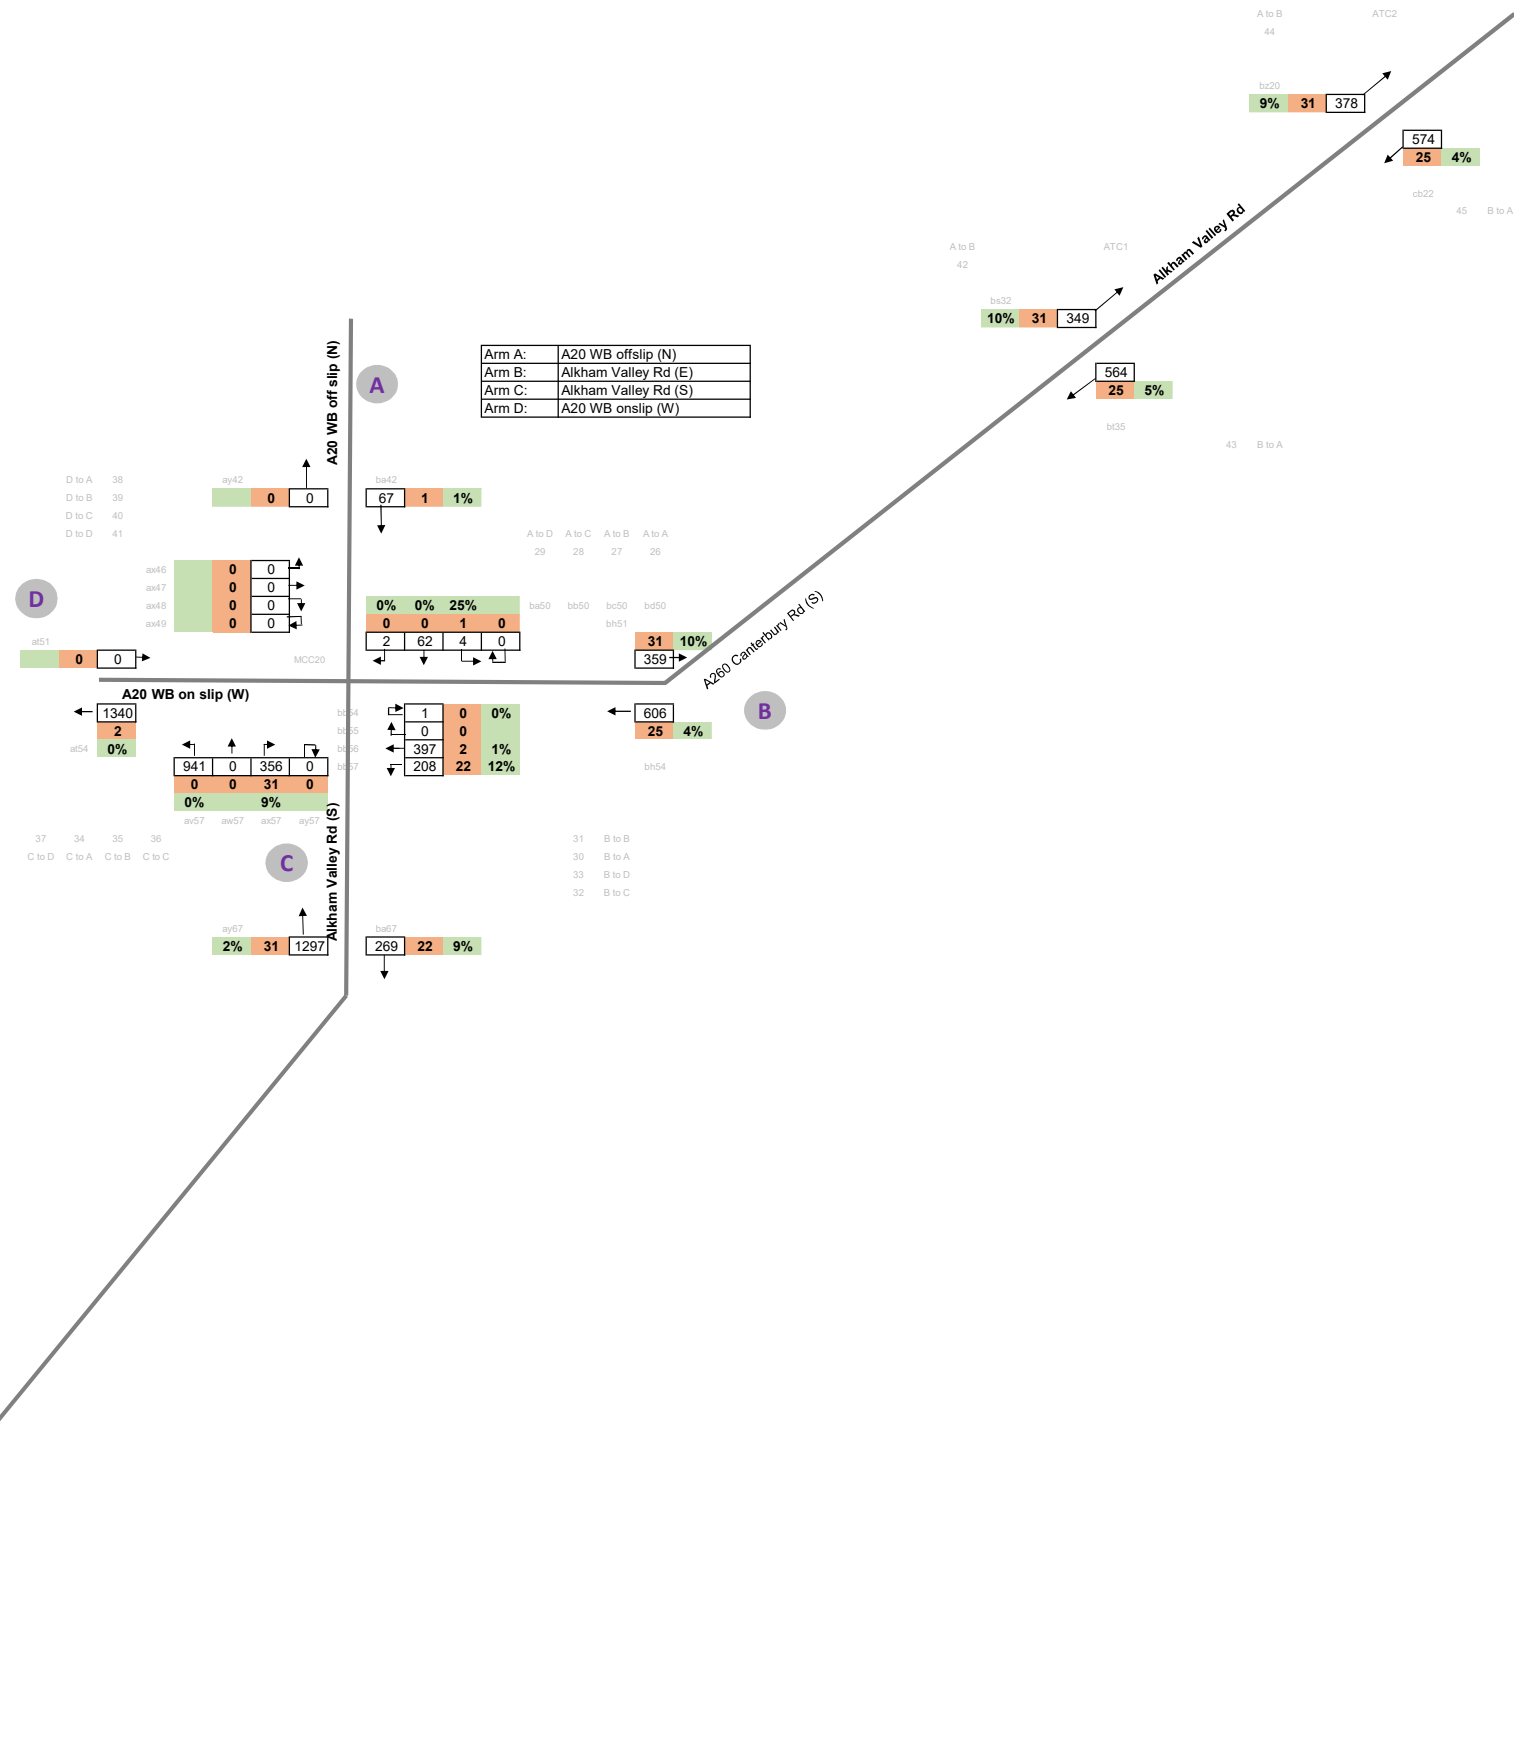 A to B ATC2
44
bz20
9% 31 378
574
25 4%
cb22
45 B to A
Alkham Valley Rd
A to B ATC1
42
bs32
10% 31 349
564
25 5%
bt35
43 B to A
A20 WB off slip (N)
A
Arm A: A20 WB offslip (N)
Arm B: Alkham Valley Rd (E)
Arm C: Alkham Valley Rd (S)
Arm D: A20 WB onslip (W)
D to A 38
D to B 39
D to C 40
D to D 41
ay42
0 0
ba42
67 1 1%
A to D A to C A to B A to A
29 28 27 26
D
ax46 0 0
ax47 0 0
ax48 0 0
ax49 0 0
0% 0% 25%
0 0 1 0
2 62 4 0
ba50 bb50 bc50 bd50
bh51
31 10%
359
at51
0 0
MCC20
A260 Canterbury Rd (S)
A20 WB on slip (W)
1340
2
at54 0%
941 0 356 0
0 0 31 0
0% 9%
av57 aw57 ax57 ay57
bb54 1 0 0%
bb55 0 0
bb56 397 2 1%
bb57 208 22 12%
606
25 4%
bh54
B
37 34 35 36
C to D C to A C to B C to C
C
Alkham Valley Rd (S)
31 B to B
30 B to A
33 B to D
32 B to C
ay67
2% 31 1297
ba67
269 22 9%